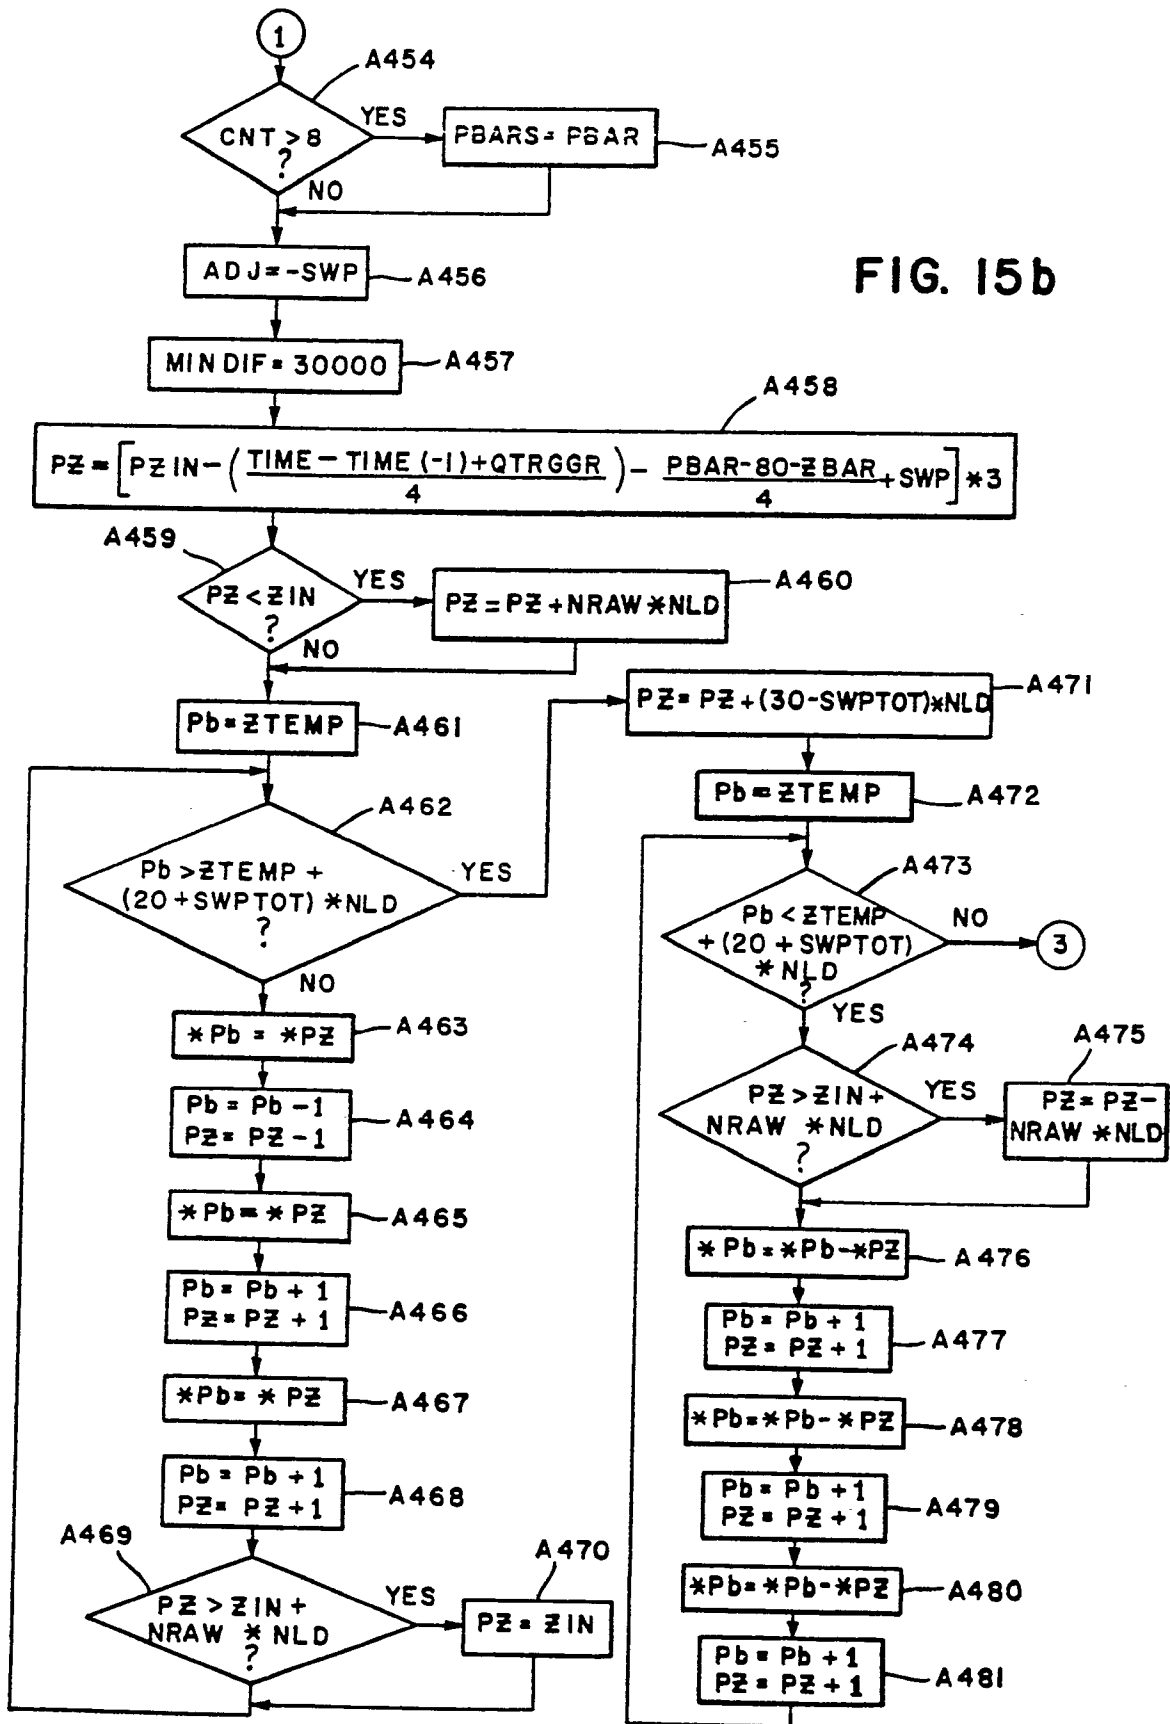 1
A454
CNT > 8
?
YES
PBARS = PBAR
A455
NO
ADJ = -SWP
A456
FIG. 15b
MINDIF = 30000
A457
A458
PZ = [PZIN - (TIME - TIME (-1) + QTRGGR / 4) - PBAR - 80 - ZBAR / 4 + SWP] * 3
A459
PZ < ZIN
?
YES
PZ = PZ + NRAW * NLD
A460
NO
Pb = ZTEMP
A461
A462
Pb > ZTEMP +
(20 + SWPTOT) * NLD
?
YES
NO
*Pb = *PZ
A463
Pb = Pb - 1
PZ = PZ - 1
A464
*Pb = *PZ
A465
Pb = Pb + 1
PZ = PZ + 1
A466
*Pb = *PZ
A467
Pb = Pb + 1
PZ = PZ + 1
A468
A469
PZ > ZIN +
NRAW * NLD
?
YES
A470
PZ = ZIN
PZ = PZ + (30 - SWPTOT) * NLD
A471
Pb = ZTEMP
A472
A473
Pb < ZTEMP
+ (20 + SWPTOT)
* NLD
?
NO
3
YES
A474
PZ > ZIN +
NRAW * NLD
?
YES
A475
PZ = PZ -
NRAW * NLD
*Pb = *Pb - *PZ
A476
Pb = Pb + 1
PZ = PZ + 1
A477
*Pb = *Pb - *PZ
A478
Pb = Pb + 1
PZ = PZ + 1
A479
*Pb = *Pb - *PZ
A480
Pb = Pb + 1
PZ = PZ + 1
A481